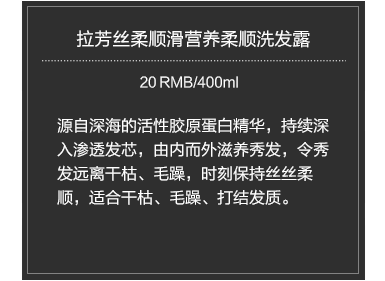 拉芳丝柔顺滑营养柔顺洗发露
20 RMB/400ml
源自深海的活性胶原蛋白精华，持续深
入渗透发芯，由内而外滋养秀发，令秀
发远离干枯、毛躁，时刻保持丝丝柔
顺，适合干枯、毛躁、打结发质。